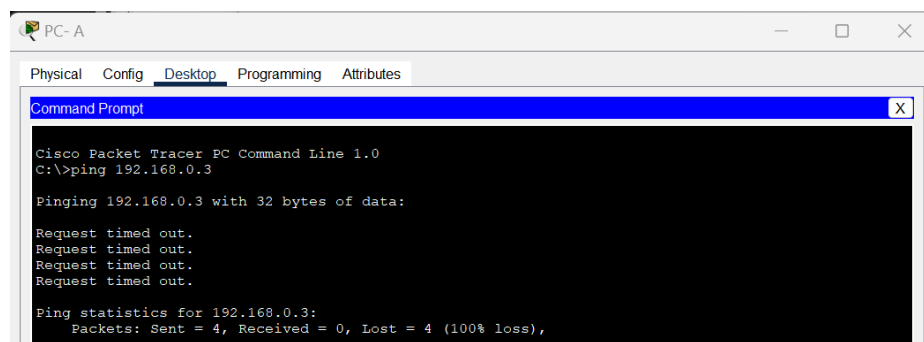 PC- A
Physical Config Desktop Programming Attributes
Command Prompt X
Cisco Packet Tracer PC Command Line 1.0
C:\>ping 192.168.0.3
Pinging 192.168.0.3 with 32 bytes of data:
Request timed out.
Request timed out.
Request timed out.
Request timed out.
Ping statistics for 192.168.0.3:
Packets: Sent = 4, Received = 0, Lost = 4 (100% loss),